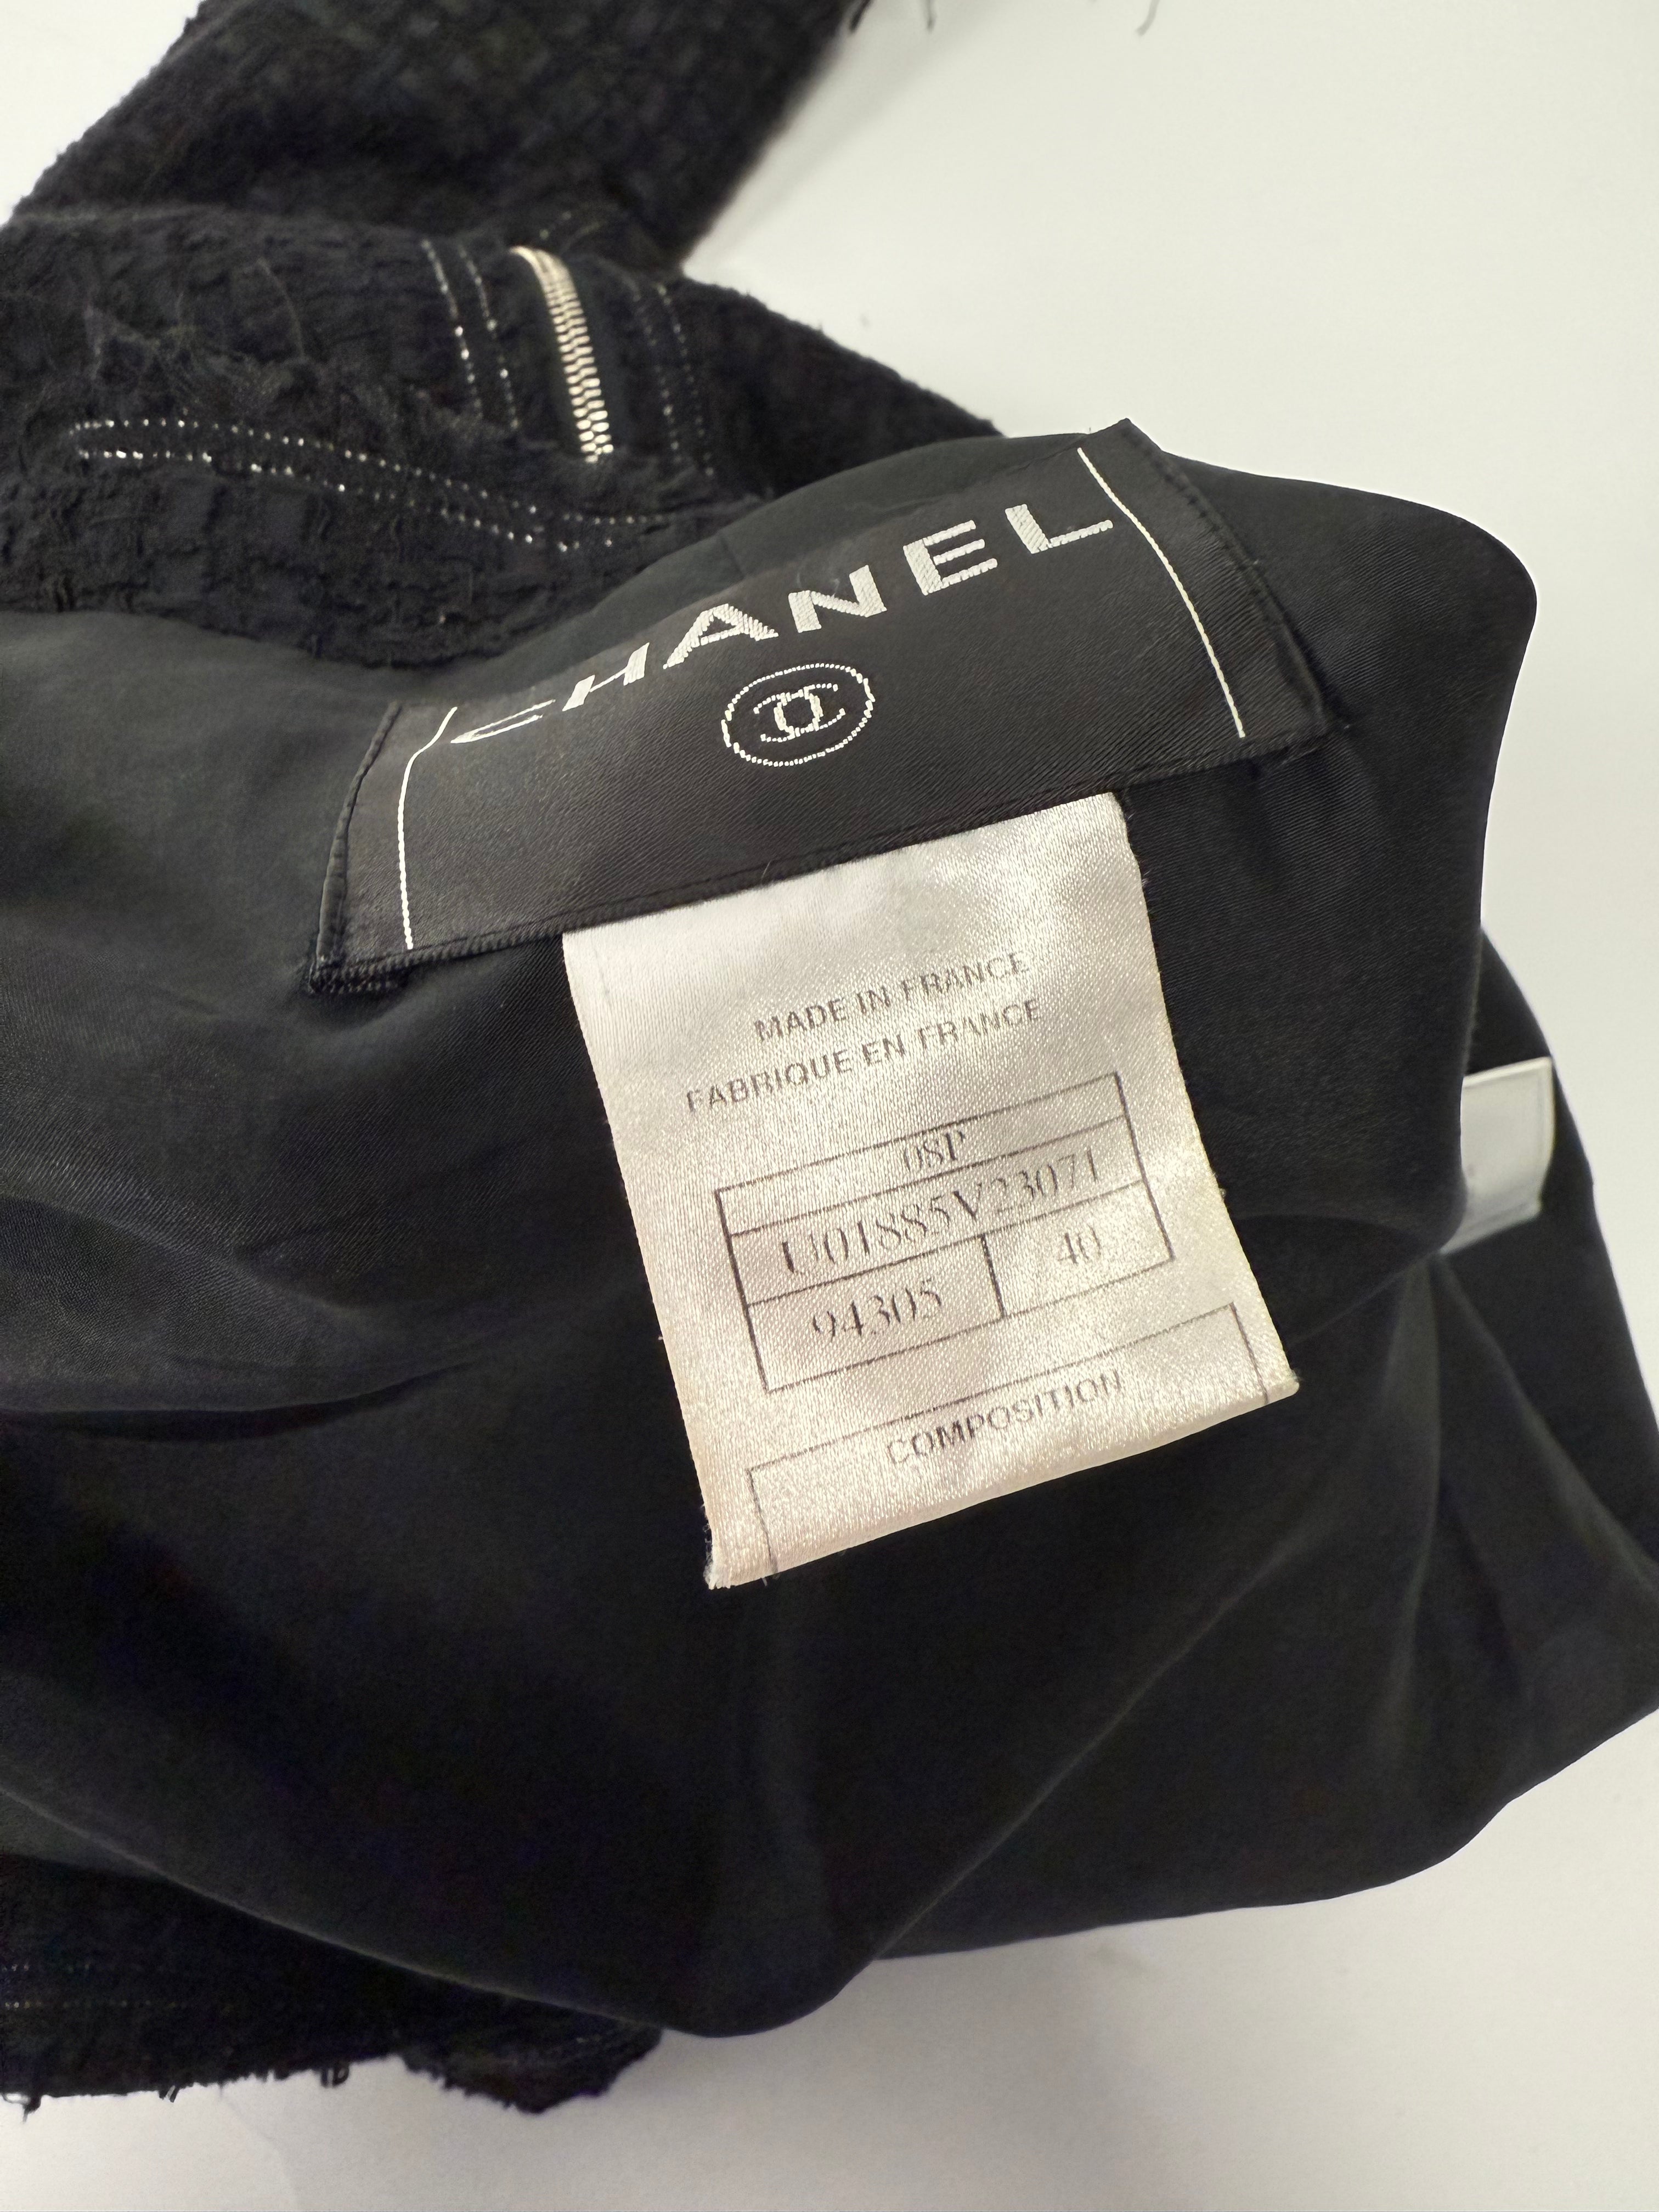 CHANEL
MADE IN FRANCE
FABRIQUE EN FRANCE
08P
U01885V23071
94305 40
COMPOSITION